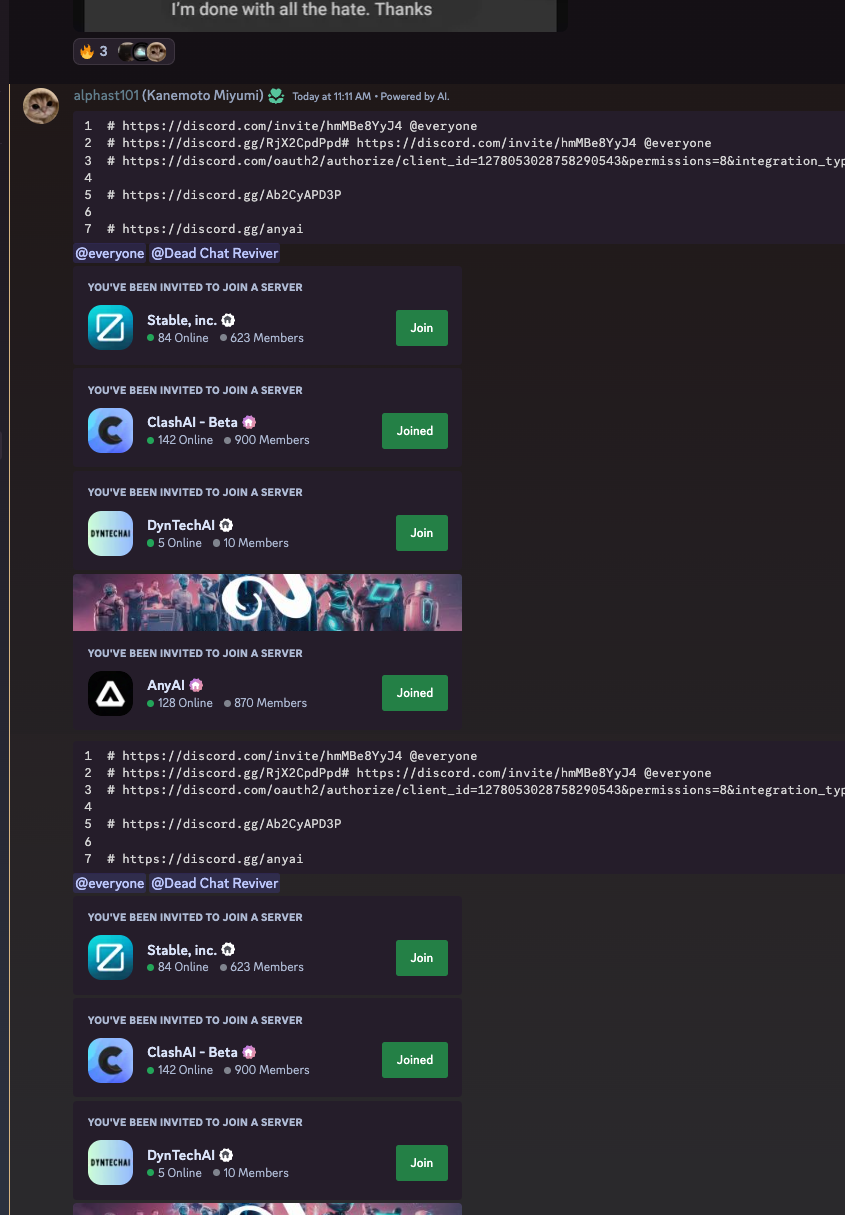 I'm done with all the hate. Thanks
3
alphast101 (Kanemoto Miyumi) Today at 11:11 AM • Powered by AI.
1 # https://discord.com/invite/hmMBe8YyJ4 @everyone
2 # https://discord.gg/RjX2CpdPpd# https://discord.com/invite/hmMBe8YyJ4 @everyone
3 # https://discord.com/oauth2/authorize/client_id=1278053028758290543&permissions=8&integration_typ
4
5 # https://discord.gg/Ab2CyAPD3P
6
7 # https://discord.gg/anyai
@everyone @Dead Chat Reviver
YOU'VE BEEN INVITED TO JOIN A SERVER
Stable, inc.
84 Online 623 Members
Join
YOU'VE BEEN INVITED TO JOIN A SERVER
ClashAI - Beta
142 Online 900 Members
Joined
YOU'VE BEEN INVITED TO JOIN A SERVER
DYNTECHAI
DynTechAI
5 Online 10 Members
Join
YOU'VE BEEN INVITED TO JOIN A SERVER
AnyAI
128 Online 870 Members
Joined
1 # https://discord.com/invite/hmMBe8YyJ4 @everyone
2 # https://discord.gg/RjX2CpdPpd# https://discord.com/invite/hmMBe8YyJ4 @everyone
3 # https://discord.com/oauth2/authorize/client_id=1278053028758290543&permissions=8&integration_typ
4
5 # https://discord.gg/Ab2CyAPD3P
6
7 # https://discord.gg/anyai
@everyone @Dead Chat Reviver
YOU'VE BEEN INVITED TO JOIN A SERVER
Stable, inc.
84 Online 623 Members
Join
YOU'VE BEEN INVITED TO JOIN A SERVER
ClashAI - Beta
142 Online 900 Members
Joined
YOU'VE BEEN INVITED TO JOIN A SERVER
DYNTECHAI
DynTechAI
5 Online 10 Members
Join